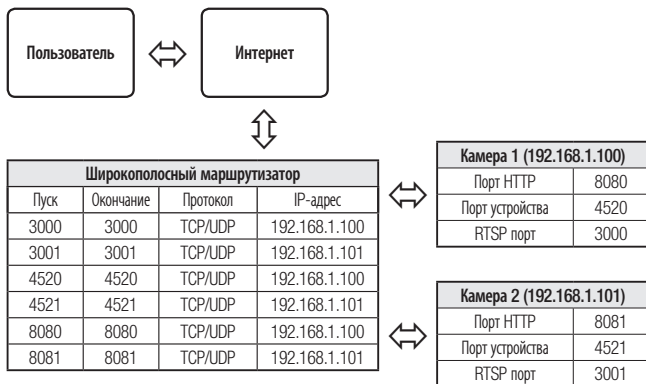 Пользователь
Интернет
Широкополосный маршрутизатор
Пуск Окончание Протокол IP-адрес
3000 3000 TCP/UDP 192.168.1.100
3001 3001 TCP/UDP 192.168.1.101
4520 4520 TCP/UDP 192.168.1.100
4521 4521 TCP/UDP 192.168.1.101
8080 8080 TCP/UDP 192.168.1.100
8081 8081 TCP/UDP 192.168.1.101
Камера 1 (192.168.1.100)
Порт HTTP 8080
Порт устройства 4520
RTSP порт 3000
Камера 2 (192.168.1.101)
Порт HTTP 8081
Порт устройства 4521
RTSP порт 3001